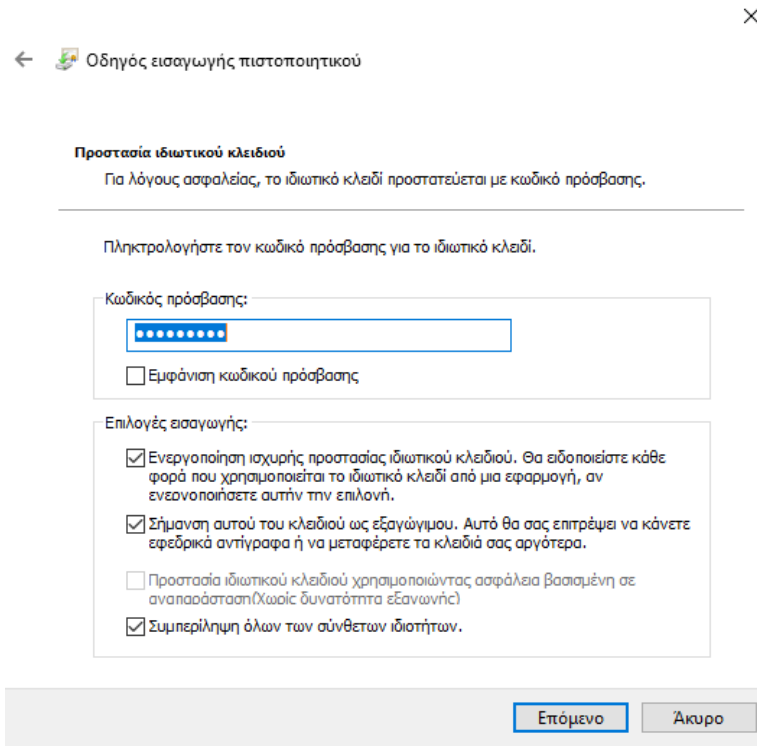 Οδηγός εισαγωγής πιστοποιητικού
Προστασία ιδιωτικού κλειδιού
Για λόγους ασφαλείας, το ιδιωτικό κλειδί προστατεύεται με κωδικό πρόσβασης.
Πληκτρολογήστε τον κωδικό πρόσβασης για το ιδιωτικό κλειδί.
Κωδικός πρόσβασης:
●●●●●●●●●
Εμφάνιση κωδικού πρόσβασης
Επιλογές εισαγωγής:
Ενεργοποίηση ισχυρής προστασίας ιδιωτικού κλειδιού. Θα ειδοποιείστε κάθε
φορά που χρησιμοποιείται το ιδιωτικό κλειδί από μια εφαρμογή, αν
ενεργοποιήσετε αυτήν την επιλογή.
Σήμανση αυτού του κλειδιού ως εξαγώγιμου. Αυτό θα σας επιτρέψει να κάνετε
εφεδρικά αντίγραφα ή να μεταφέρετε τα κλειδιά σας αργότερα.
Προστασία ιδιωτικού κλειδιού χρησιμοποιώντας ασφάλεια βασισμένη σε
αναπαράσταση(Χωρίς δυνατότητα εξαγωγής)
Συμπερίληψη όλων των σύνθετων ιδιοτήτων.
Επόμενο
Άκυρο